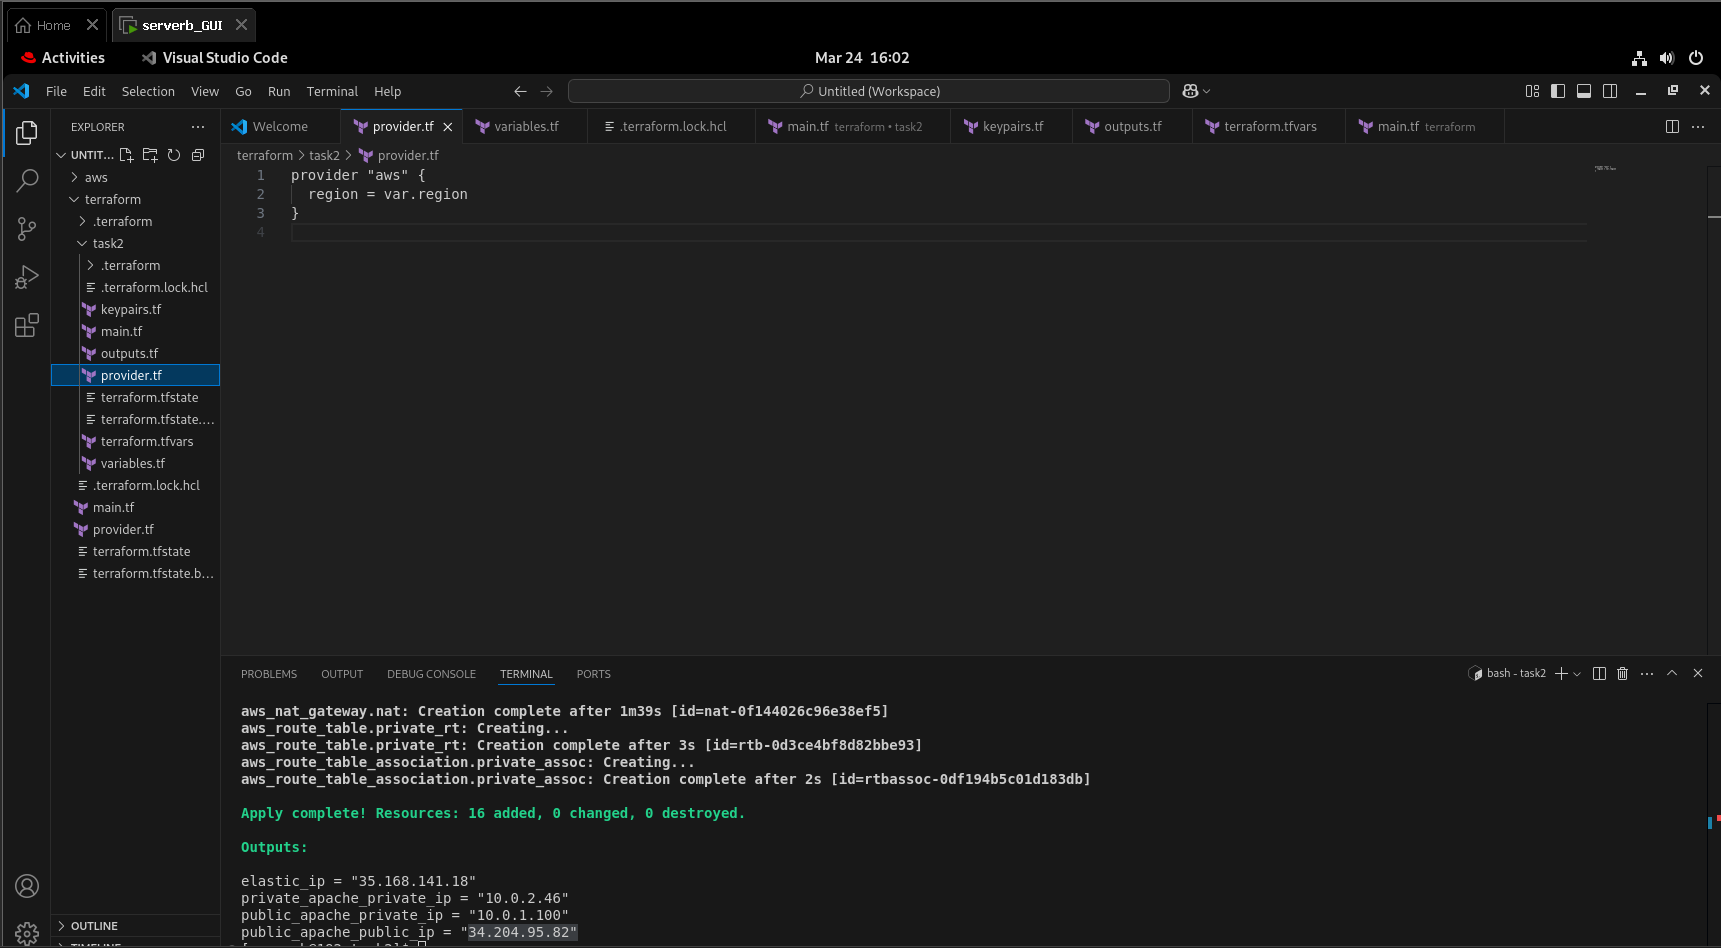 Home
serverb_GUI
Activities
Visual Studio Code
Mar 24 16:02
File Edit Selection View Go Run Terminal Help
Untitled (Workspace)
EXPLORER
Welcome
provider.tf
variables.tf
.terraform.lock.hcl
main.tf terraform • task2
keypairs.tf
outputs.tf
terraform.tfvars
main.tf terraform
UNTIT...
aws
terraform
.terraform
task2
.terraform
.terraform.lock.hcl
keypairs.tf
main.tf
outputs.tf
provider.tf
terraform.tfstate
terraform.tfstate....
terraform.tfvars
variables.tf
.terraform.lock.hcl
main.tf
provider.tf
terraform.tfstate
terraform.tfstate.b...
OUTLINE
TIMELINE
terraform > task2 > provider.tf
1 provider "aws" {
2 region = var.region
3 }
4
PROBLEMS OUTPUT DEBUG CONSOLE TERMINAL PORTS
bash - task2
aws_nat_gateway.nat: Creation complete after 1m39s [id=nat-0f144026c96e38ef5]
aws_route_table.private_rt: Creating...
aws_route_table.private_rt: Creation complete after 3s [id=rtb-0d3ce4bf8d82bbe93]
aws_route_table_association.private_assoc: Creating...
aws_route_table_association.private_assoc: Creation complete after 2s [id=rtbassoc-0df194b5c01d183db]
Apply complete! Resources: 16 added, 0 changed, 0 destroyed.
Outputs:
elastic_ip = "35.168.141.18"
private_apache_private_ip = "10.0.2.46"
public_apache_private_ip = "10.0.1.100"
public_apache_public_ip = "34.204.95.82"